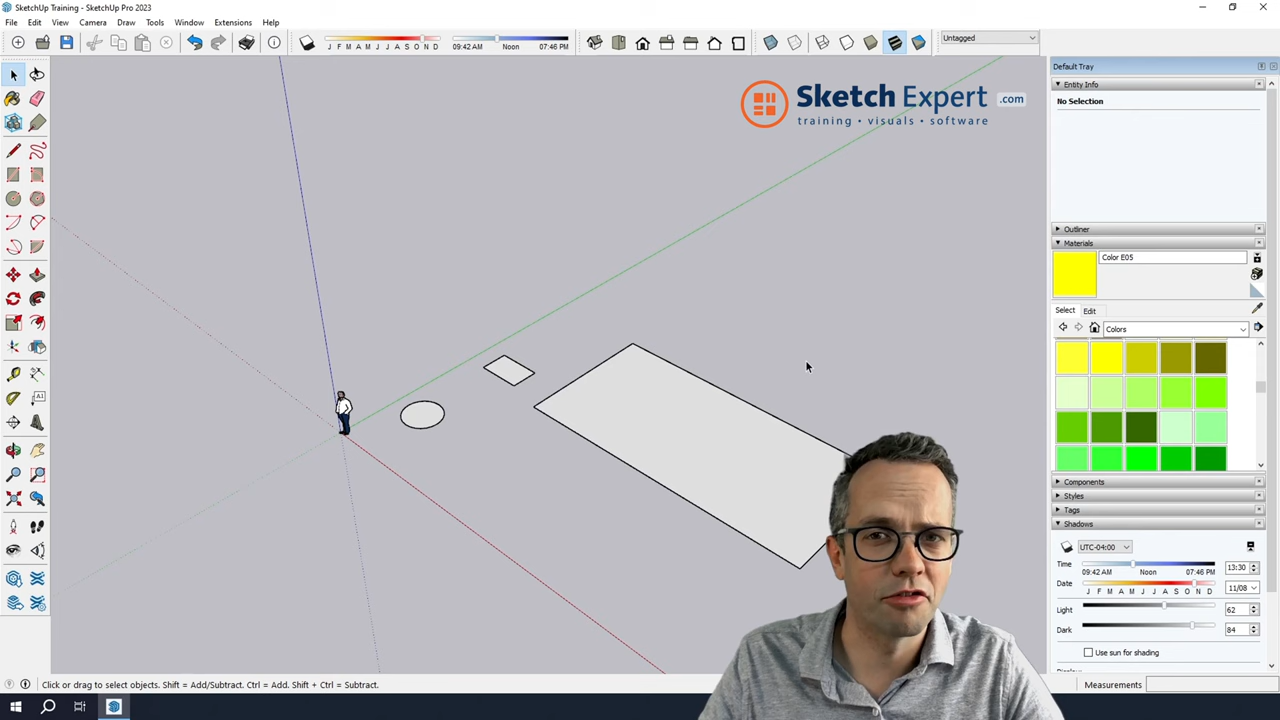 SketchUp Training - SketchUp Pro 2023
File Edit View Camera Draw Tools Window Extensions Help
J F M A M J J A S O N D
09:42 AM Noon 07:46 PM
Untagged
Sketch Expert .com
training • visuals • software
Default Tray
Entity Info
No Selection
Outliner
Materials
Color E05
Select Edit
Colors
Components
Styles
Tags
Shadows
UTC-04:00
Time
09:42 AM Noon 07:46 PM
13:30
Date
J F M A M J J A S O N D
11/08
Light
62
Dark
84
Use sun for shading
Click or drag to select objects. Shift = Add/Subtract. Ctrl = Add. Shift + Ctrl = Subtract.
Measurements